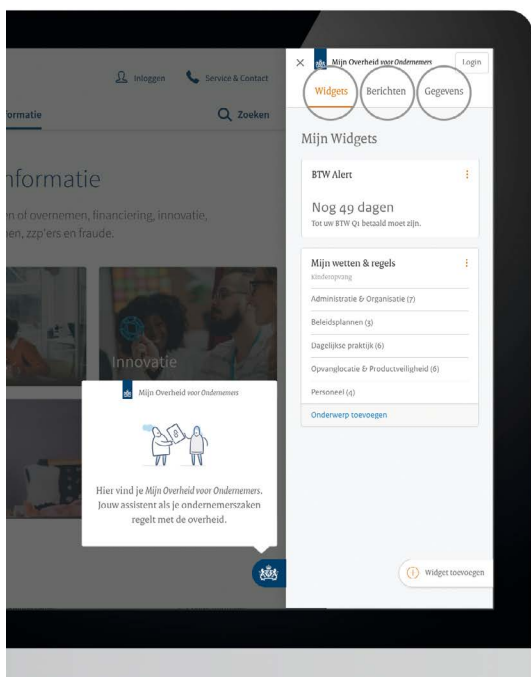 Inloggen
Service & Contact
ormatie
Zoeken
nformatie
en of overnemen, financiering, innovatie,
en, zzp'ers en fraude.
Innovatie
Mijn Overheid voor Ondernemers
Hier vind je Mijn Overheid voor Ondernemers.
Jouw assistent als je ondernemerszaken
regelt met de overheid.
Mijn Overheid voor Ondernemers
Login
Widgets
Berichten
Gegevens
Mijn Widgets
BTW Alert
Nog 49 dagen
Tot uw BTW Q1 betaald moet zijn.
Mijn wetten & regels
Kinderopvang
Administratie & Organisatie (7)
Beleidsplannen (3)
Dagelijkse praktijk (6)
Opvanglocatie & Productveiligheid (6)
Personeel (4)
Onderwerp toevoegen
Widget toevoegen